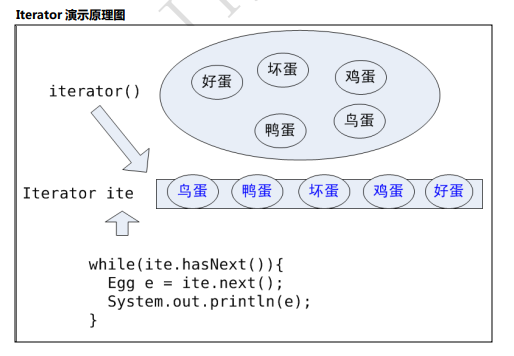 Iterator 演示原理图
好蛋
坏蛋
鸡蛋
鸭蛋
鸟蛋
iterator()
Iterator ite
鸟蛋 鸭蛋 坏蛋 鸡蛋 好蛋
while(ite.hasNext()){
Egg e = ite.next();
System.out.println(e);
}